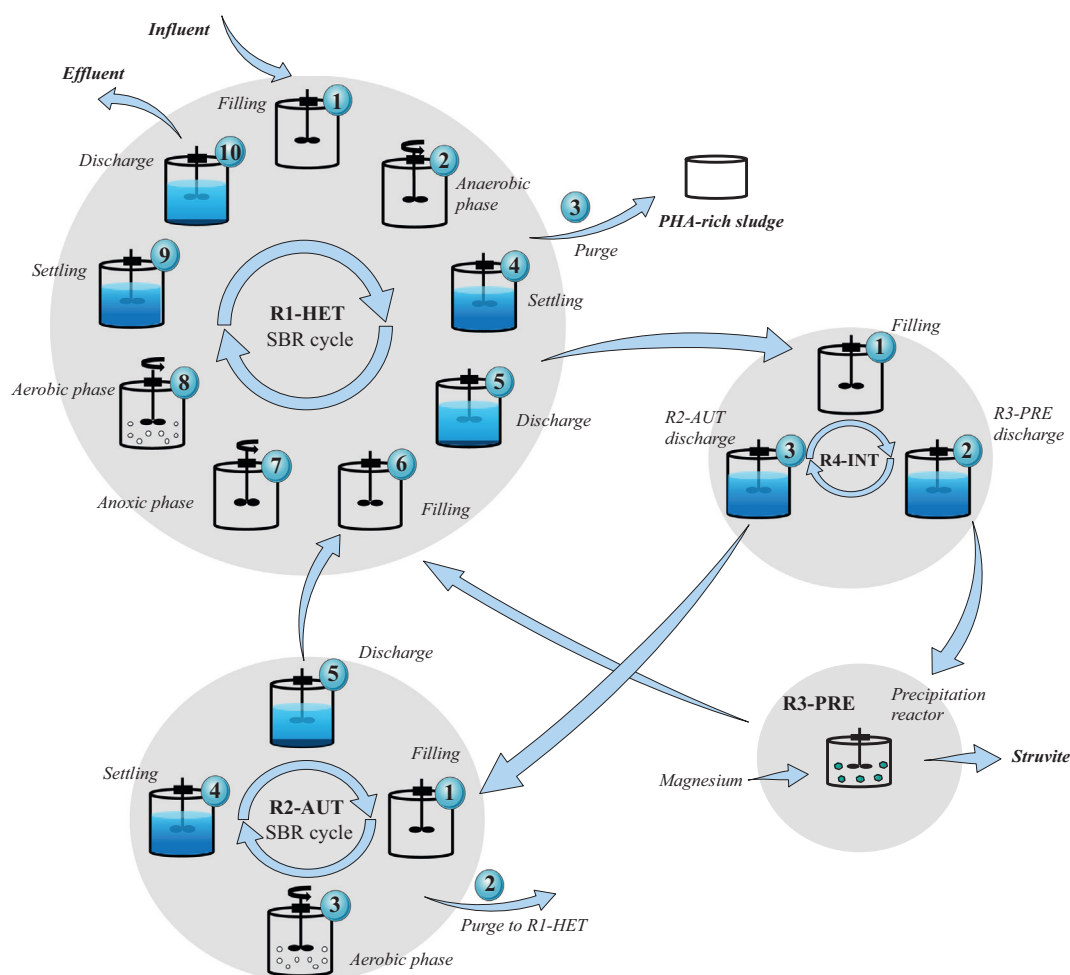 Influent
Effluent
Filling
1
Discharge
10
2
Anaerobic
phase
3
Purge
PHA-rich sludge
Settling
9
4
Settling
R1-HET
SBR cycle
Aerobic phase
8
5
Discharge
Anoxic phase
7
6
Filling
Filling
1
R2-AUT
discharge
R3-PRE
discharge
3
R4-INT
2
Discharge
5
Filling
Settling
4
1
R2-AUT
SBR cycle
2
Purge to R1-HET
3
Aerobic phase
R3-PRE
Precipitation
reactor
Magnesium
Struvite